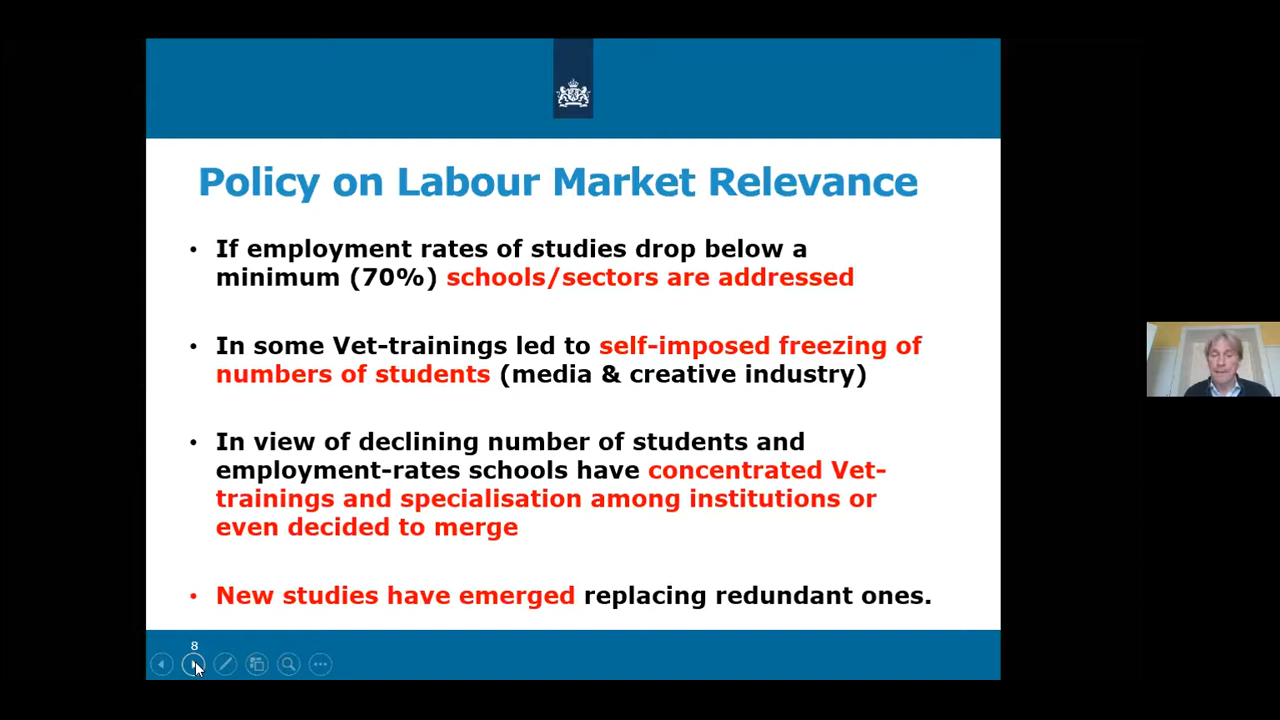 Policy on Labour Market Relevance
• If employment rates of studies drop below a
minimum (70%) schools/sectors are addressed
• In some Vet-trainings led to self-imposed freezing of
numbers of students (media & creative industry)
• In view of declining number of students and
employment-rates schools have concentrated Vet-
trainings and specialisation among institutions or
even decided to merge
• New studies have emerged replacing redundant ones.
8